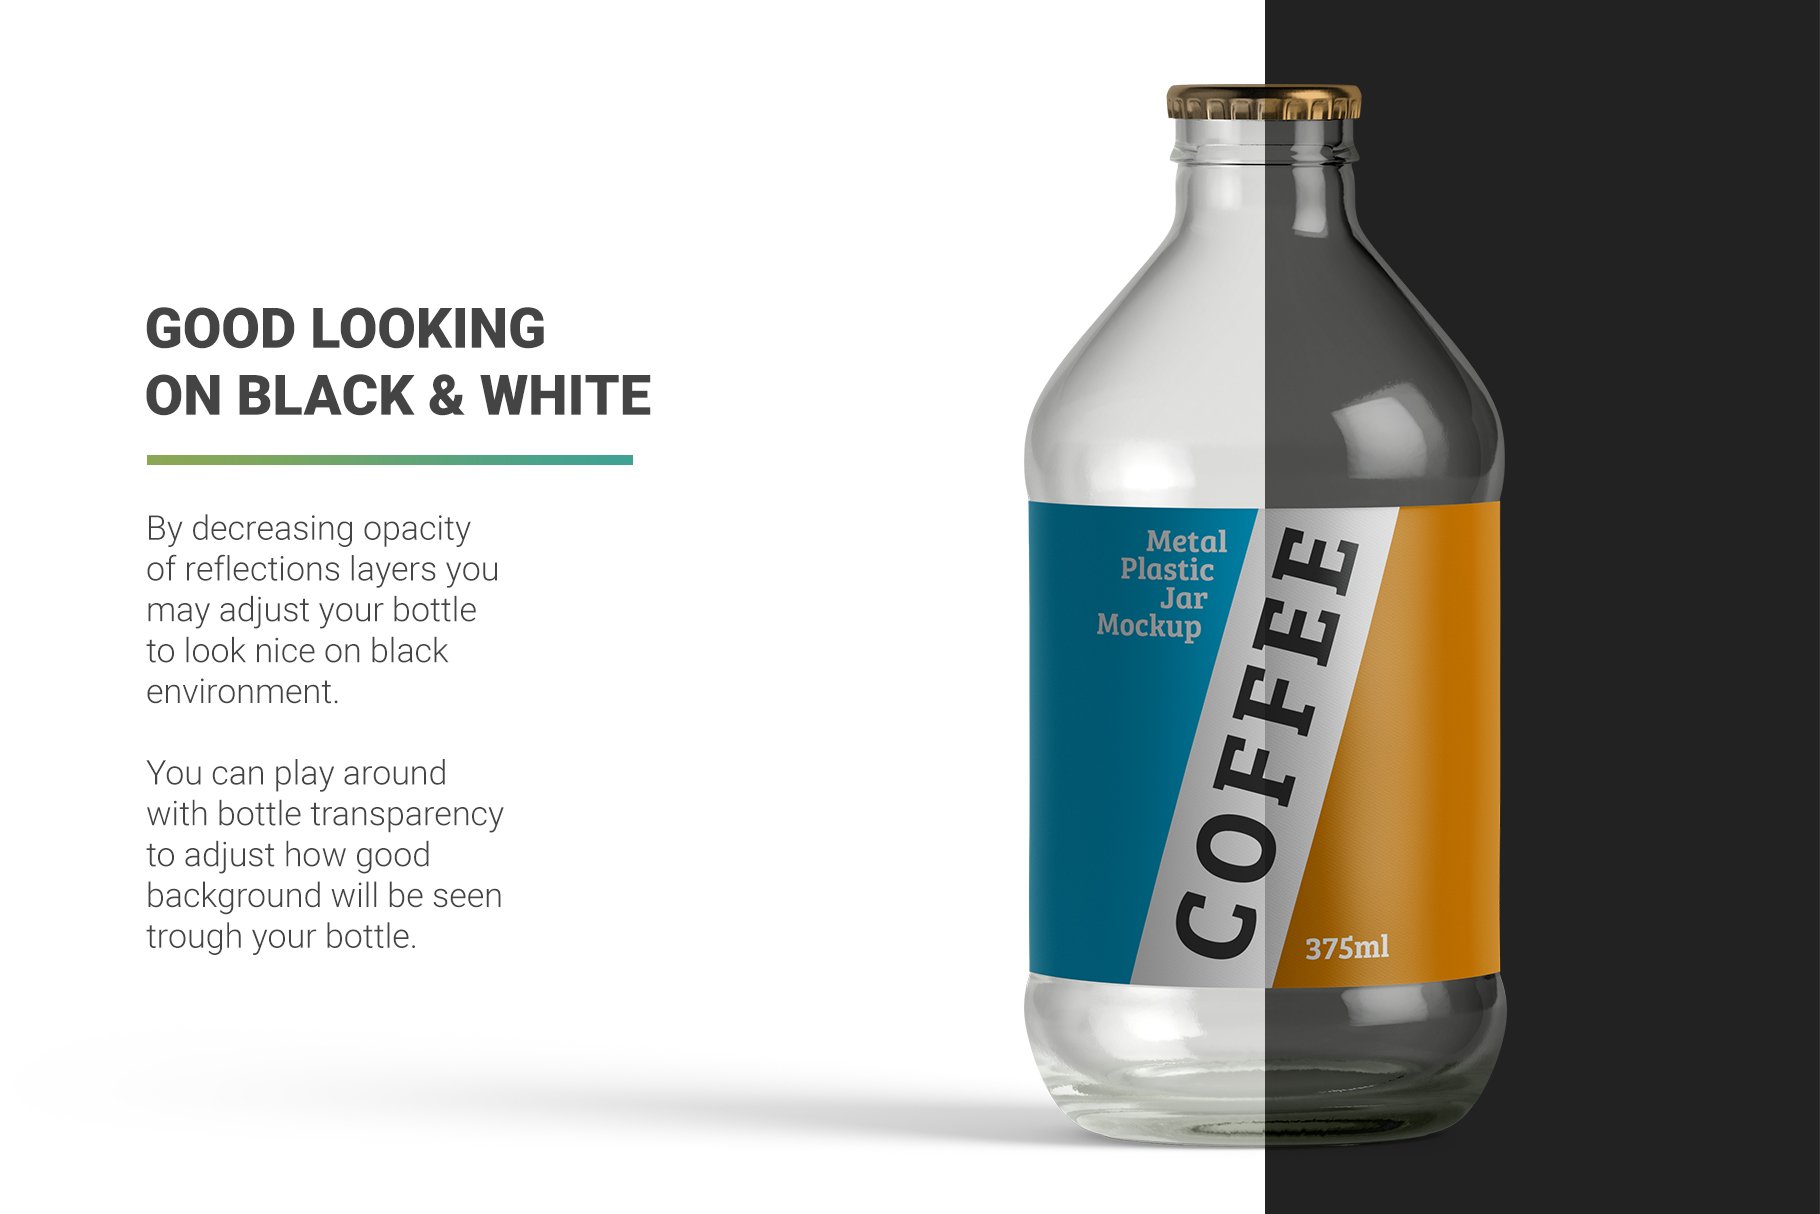 GOOD LOOKING
ON BLACK & WHITE
By decreasing opacity
of reflections layers you
may adjust your bottle
to look nice on black
environment.
You can play around
with bottle transparency
to adjust how good
background will be seen
trough your bottle.
Metal
Plastic
Jar
Mockup
COFFEE
375ml